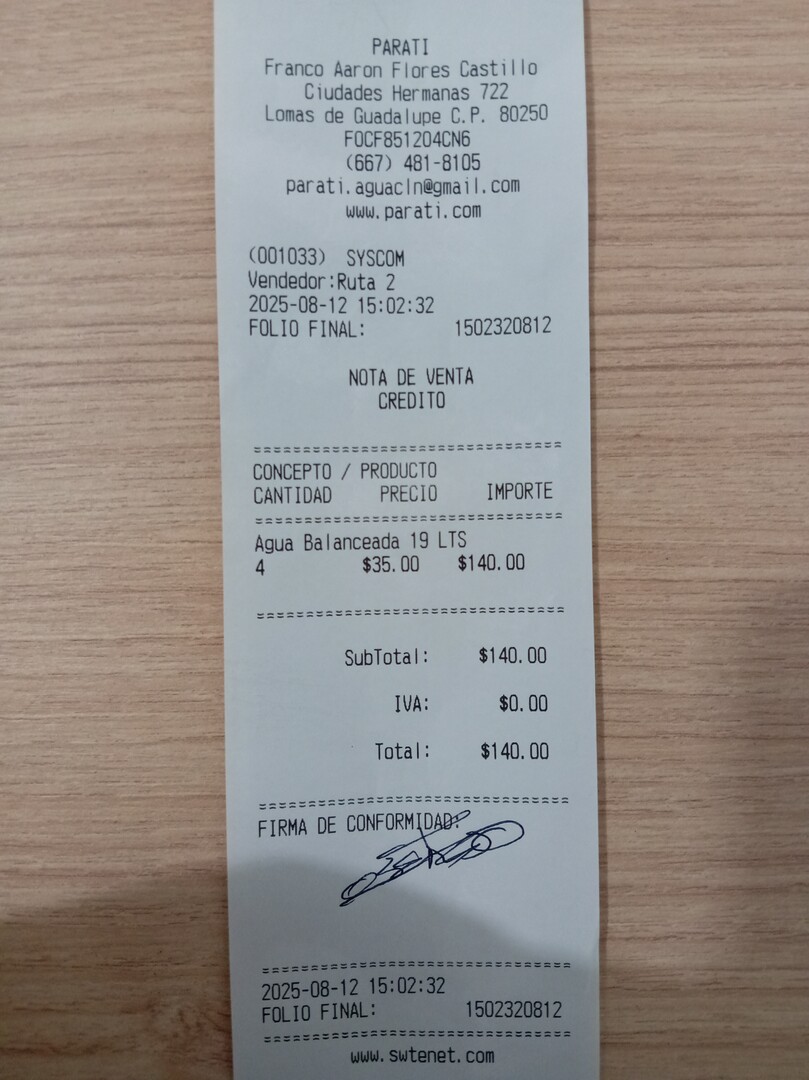 PARATI
Franco Aaron Flores Castillo
Ciudades Hermanas 722
Lomas de Guadalupe C.P. 80250
FOCF851204CN6
(667) 481-8105
parati.aguacln@gmail.com
www.parati.com
(001033) SYSCOM
Vendedor:Ruta 2
2025-08-12 15:02:32
FOLIO FINAL: 1502320812
NOTA DE VENTA
CREDITO
CONCEPTO / PRODUCTO
CANTIDAD PRECIO IMPORTE
Agua Balanceada 19 LTS
4 $35.00 $140.00
SubTotal: $140.00
IVA: $0.00
Total: $140.00
FIRMA DE CONFORMIDAD:
2025-08-12 15:02:32
FOLIO FINAL: 1502320812
www.swtenet.com